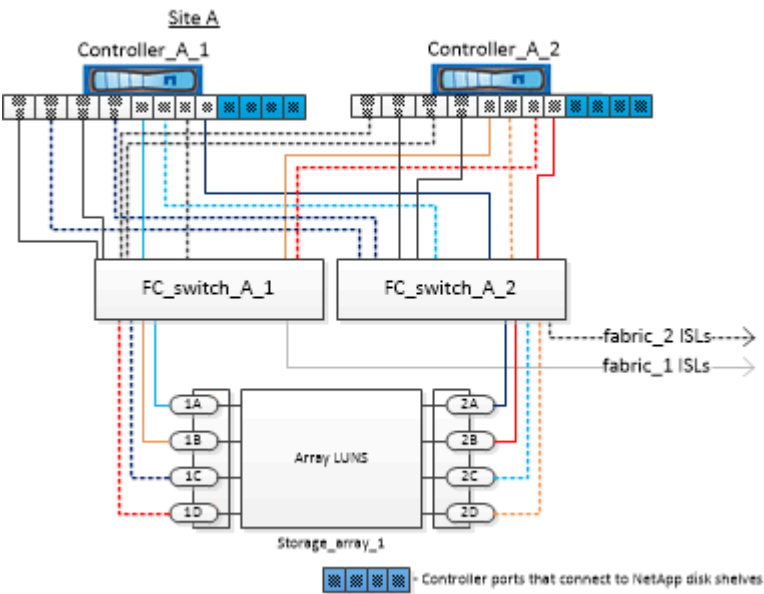 Site A
Controller_A_1
Controller_A_2
FC_switch_A_1
FC_switch_A_2
fabric_2 ISLs
fabric_1 ISLs
1A
2A
1B
2B
Array LUNS
1C
2C
1D
2D
Storage_array_1
- Controller ports that connect to NetApp disk shelves